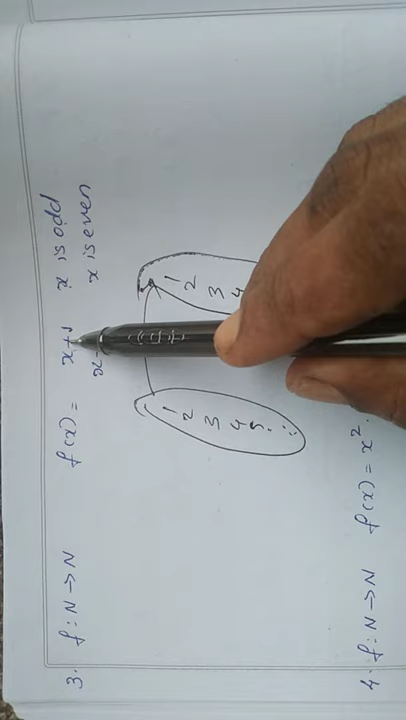 3. f : N → N f(x) = x+1 x is odd
x- x is even
1 1
2 2
3 3
4 4
5
4. f : N → N f(x) = x².